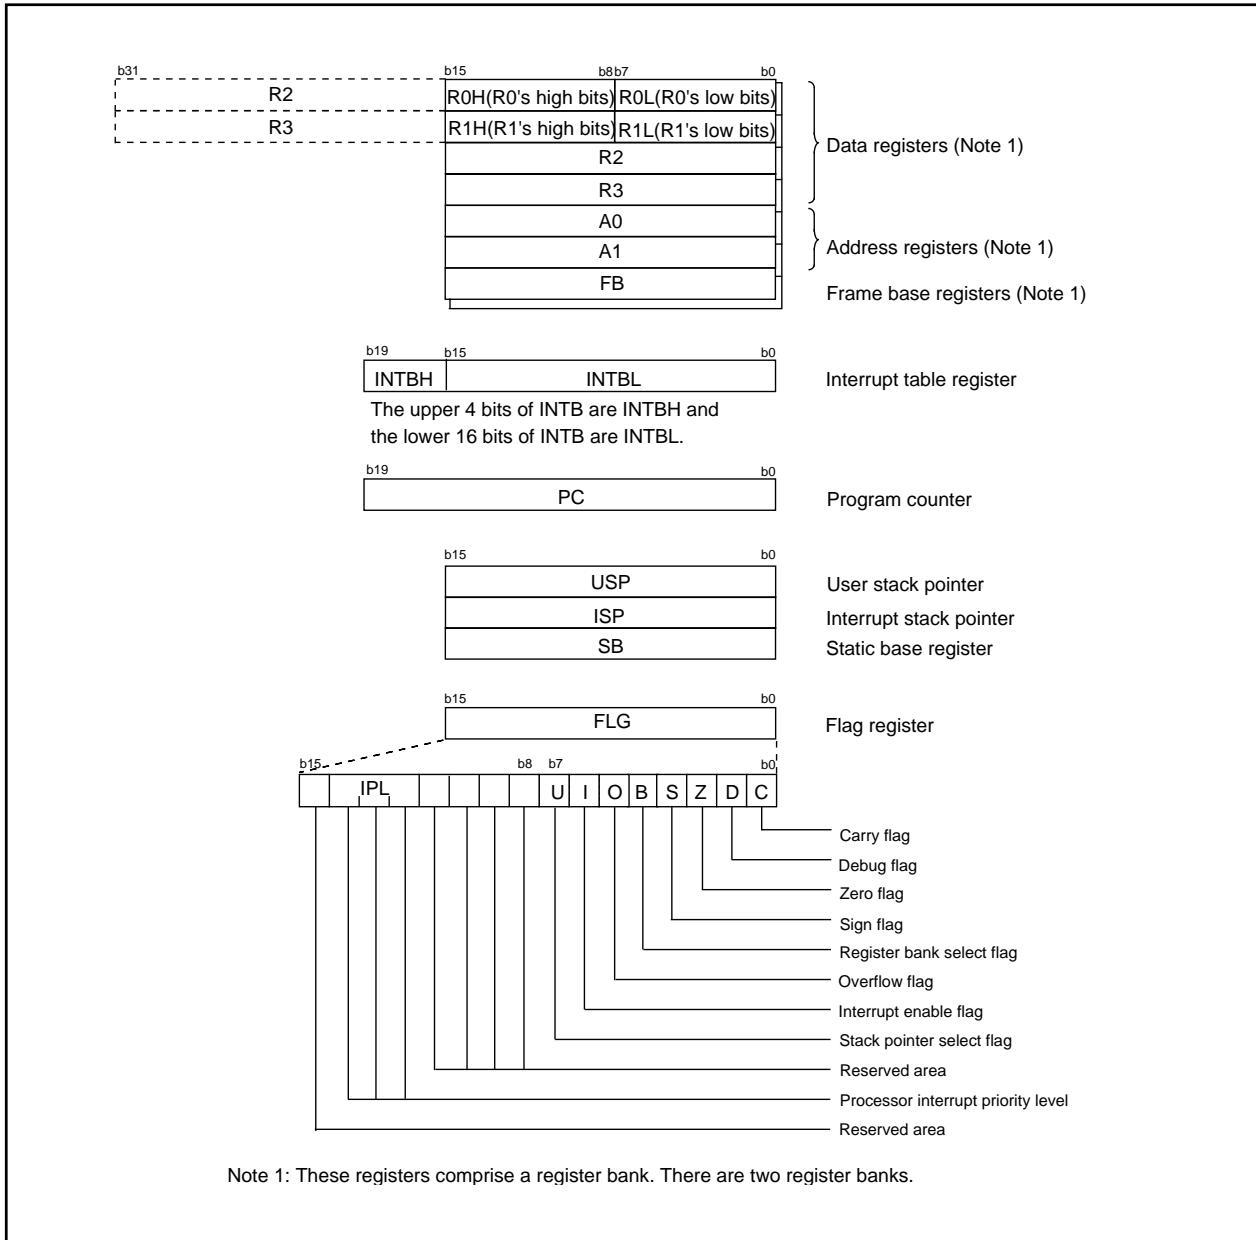 b31 b15 b8b7 b0
R2 R0H(R0's high bits) R0L(R0's low bits)
R3 R1H(R1's high bits) R1L(R1's low bits)
Data registers (Note 1)
R2
R3
A0
A1
Address registers (Note 1)
FB
Frame base registers (Note 1)
b19 b15 b0
INTBH INTBL Interrupt table register
The upper 4 bits of INTB are INTBH and
the lower 16 bits of INTB are INTBL.
b19 b0
PC Program counter
b15 b0
USP User stack pointer
ISP Interrupt stack pointer
SB Static base register
b15 b0
FLG Flag register
b15 b8 b7 b0
IPL U I O B S Z D C
Carry flag
Debug flag
Zero flag
Sign flag
Register bank select flag
Overflow flag
Interrupt enable flag
Stack pointer select flag
Reserved area
Processor interrupt priority level
Reserved area
Note 1: These registers comprise a register bank. There are two register banks.